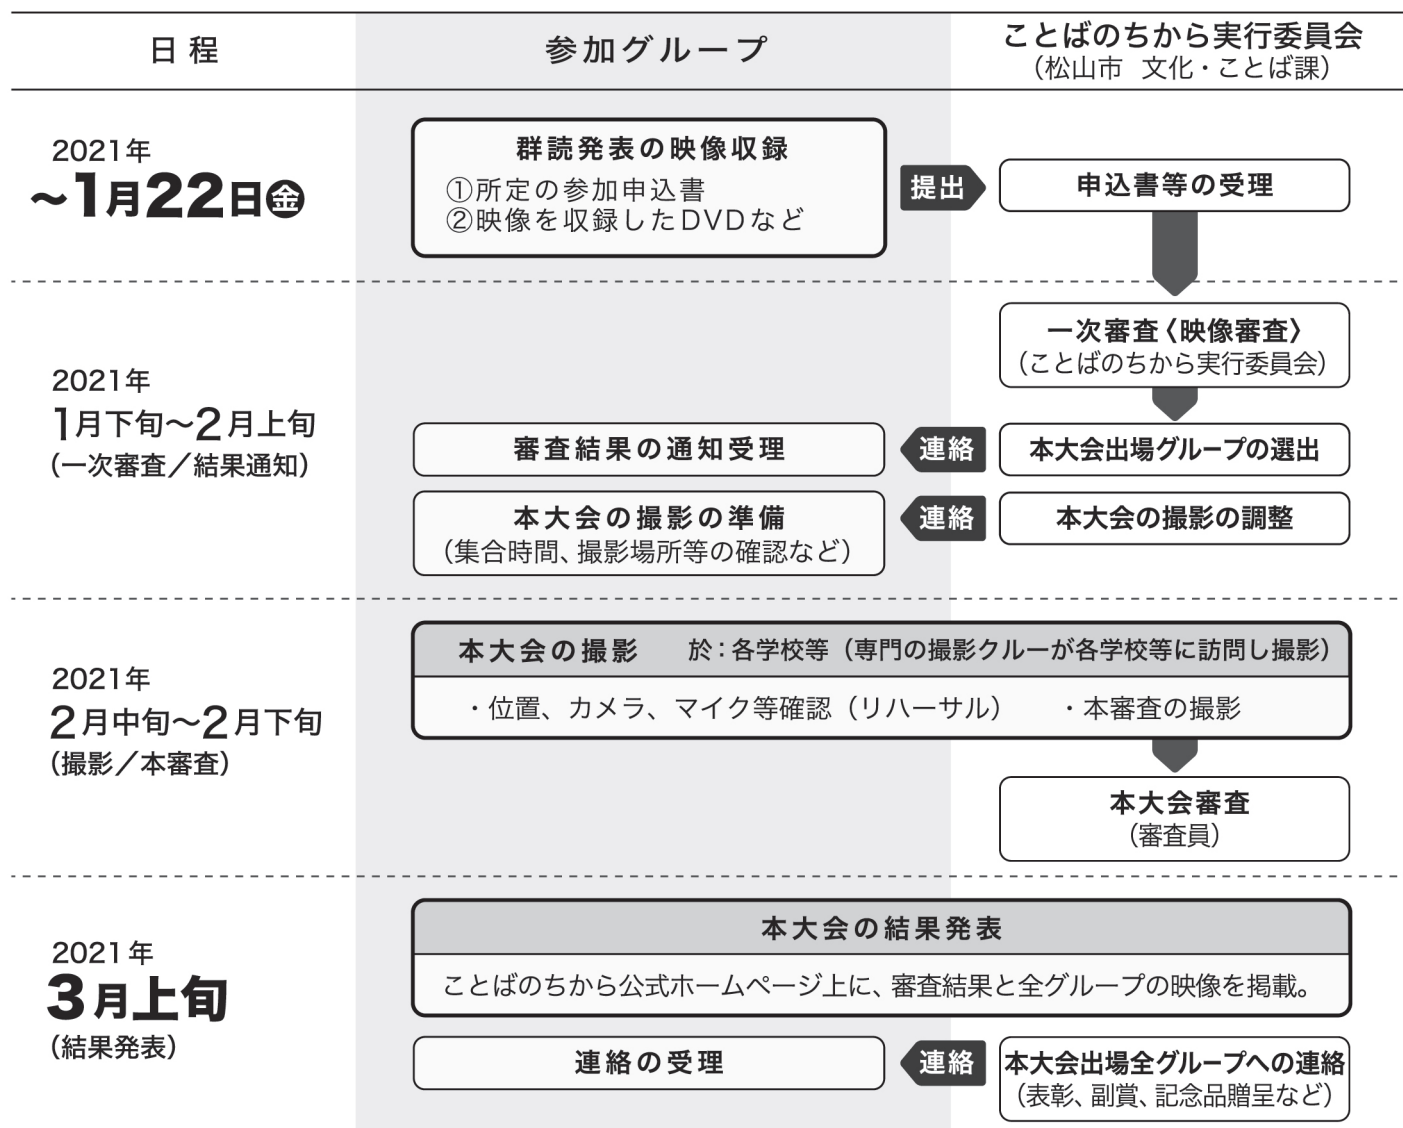 日程
参加グループ
ことばのちから実行委員会
(松山市 文化・ことば課)
2021年
〜1月22日㊎
群読発表の映像収録
①所定の参加申込書
②映像を収録したDVDなど
提出
申込書等の受理
2021年
1月下旬〜2月上旬
(一次審査/結果通知)
一次審査〈映像審査〉
(ことばのちから実行委員会)
審査結果の通知受理
連絡
本大会出場グループの選出
本大会の撮影の準備
(集合時間、撮影場所等の確認など)
連絡
本大会の撮影の調整
2021年
2月中旬〜2月下旬
(撮影/本審査)
本大会の撮影 於:各学校等(専門の撮影クルーが各学校等に訪問し撮影)
・位置、カメラ、マイク等確認(リハーサル) ・本審査の撮影
本大会審査
(審査員)
2021年
3月上旬
(結果発表)
本大会の結果発表
ことばのちから公式ホームページ上に、審査結果と全グループの映像を掲載。
連絡の受理
連絡
本大会出場全グループへの連絡
(表彰、副賞、記念品贈呈など)